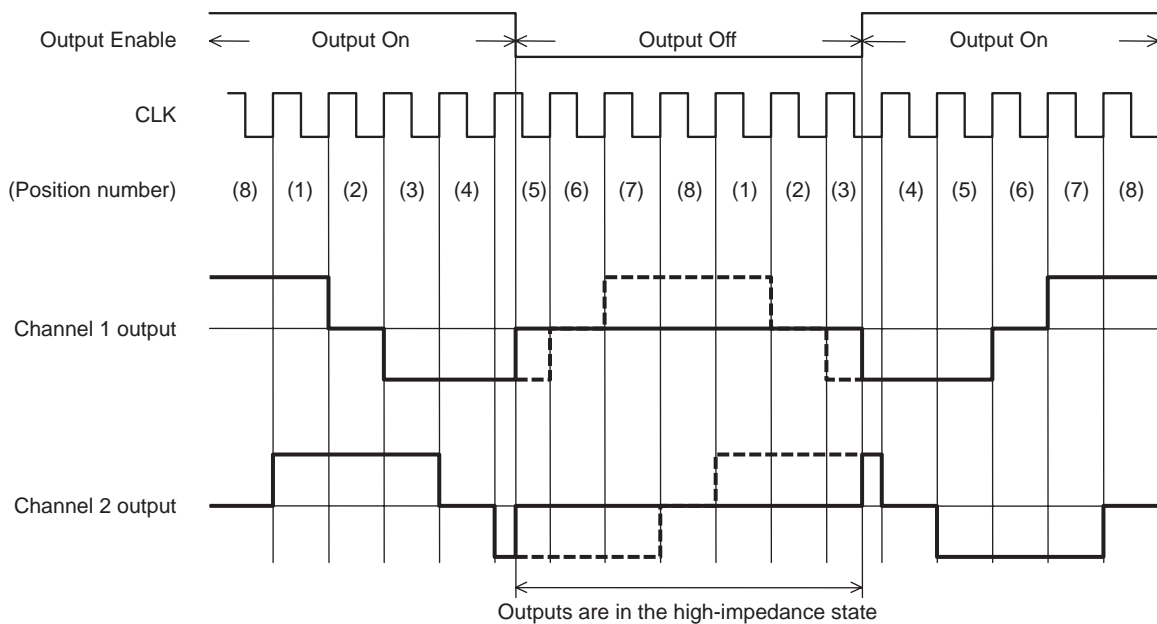 Output Enable
Output On
Output Off
Output On
CLK
(Position number) (8) (1) (2) (3) (4) (5) (6) (7) (8) (1) (2) (3) (4) (5) (6) (7) (8)
Channel 1 output
Channel 2 output
Outputs are in the high-impedance state